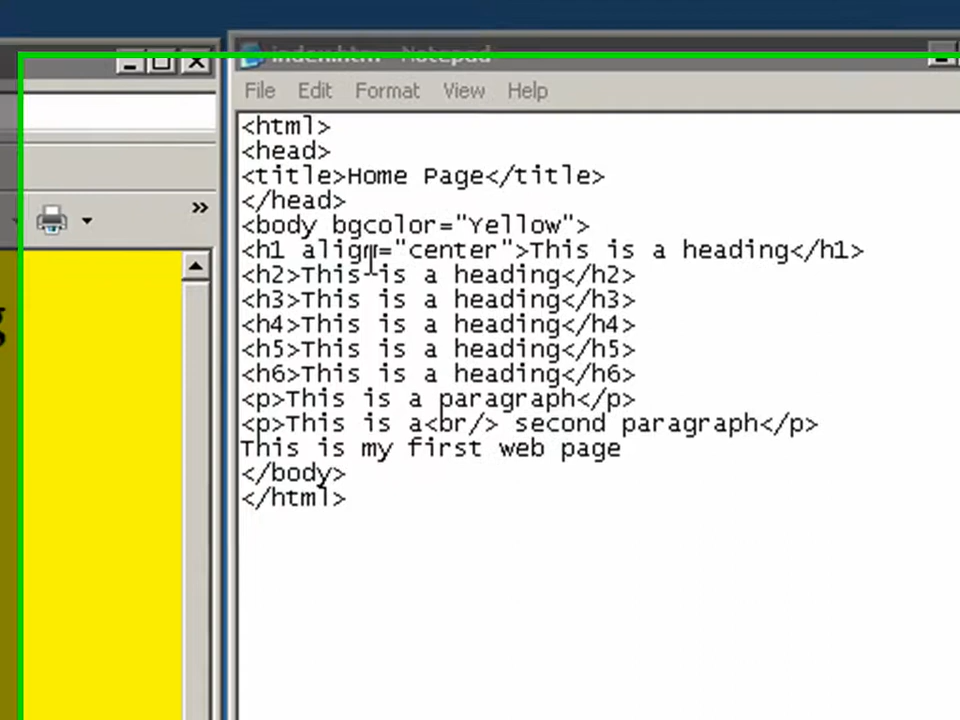 index.htm - Notepad
File Edit Format View Help
<html>
<head>
<title>Home Page</title>
</head>
<body bgcolor="Yellow">
<h1 align="center">This is a heading</h1>
<h2>This is a heading</h2>
<h3>This is a heading</h3>
<h4>This is a heading</h4>
<h5>This is a heading</h5>
<h6>This is a heading</h6>
<p>This is a paragraph</p>
<p>This is a<br/> second paragraph</p>
This is my first web page
</body>
</html>